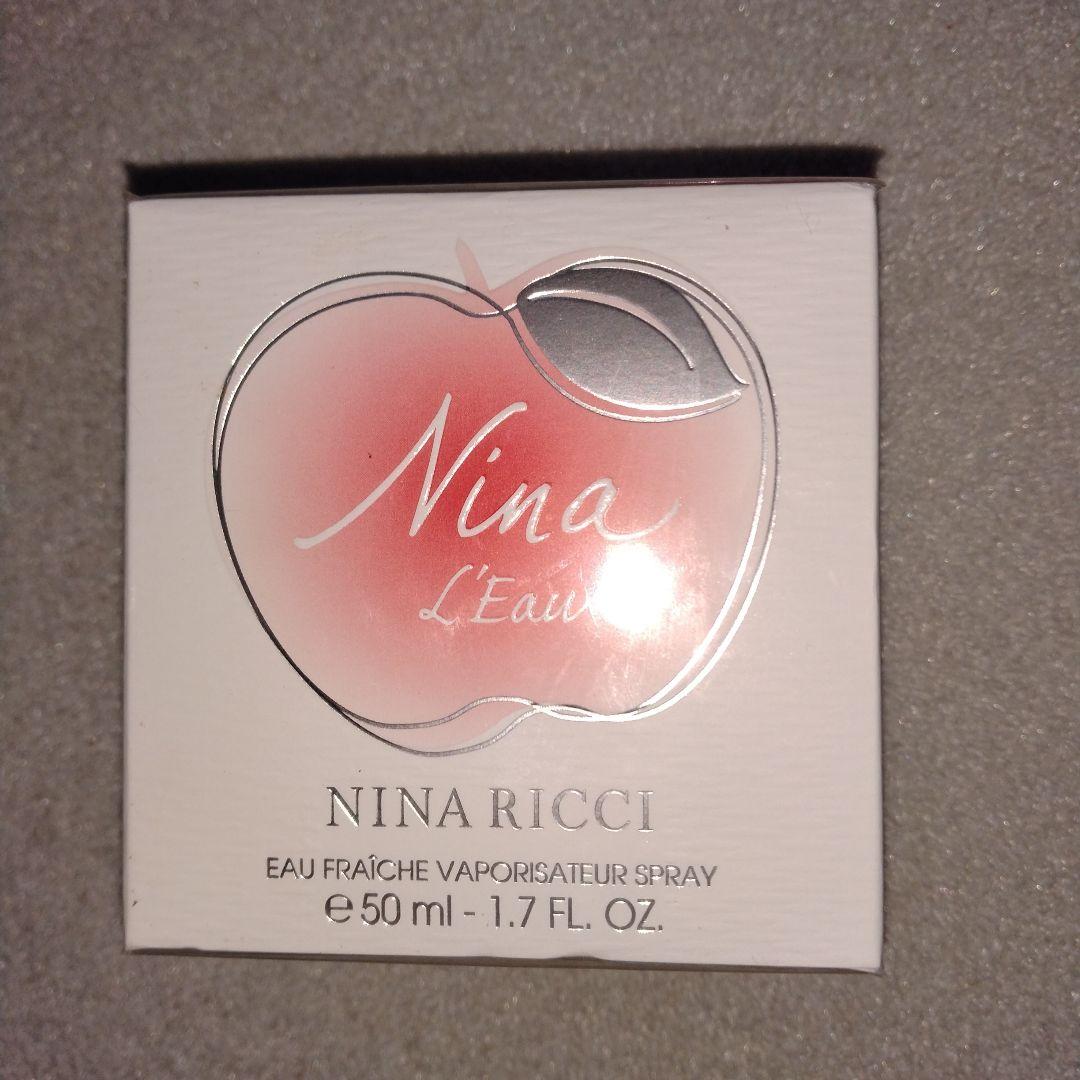 Nina
L'Eau
NINA RICCI
EAU FRAÎCHE VAPORISATEUR SPRAY
℮ 50 ml - 1.7 FL. OZ.